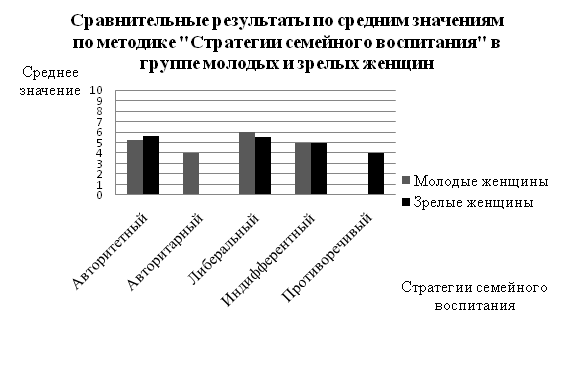 Сравнительные результаты по средним значениям
по методике "Стратегии семейного воспитания" в
группе молодых и зрелых женщин
Среднее
значение
10
9
8
7
6
5
4
3
2
1
0
Авторитетный
Авторитарный
Либеральный
Индифферентный
Противоречивый
Молодые женщины
Зрелые женщины
Стратегии семейного
воспитания